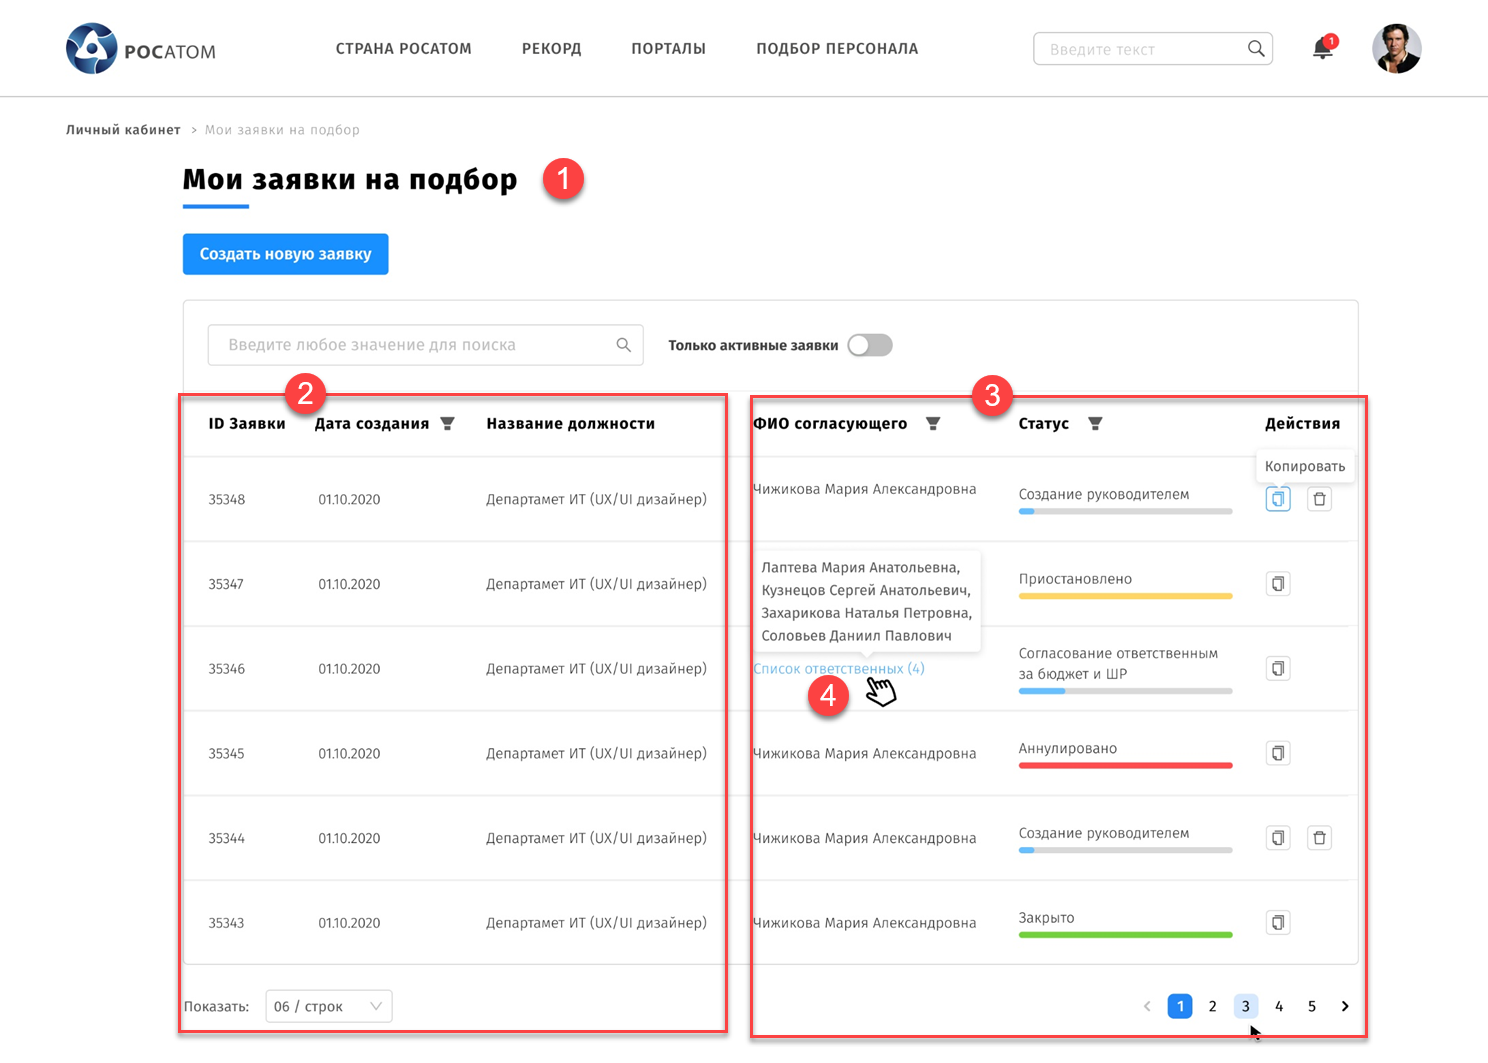 РОСАТОМ
СТРАНА РОСАТОМ
РЕКОРД
ПОРТАЛЫ
ПОДБОР ПЕРСОНАЛА
Введите текст
1
Личный кабинет > Мои заявки на подбор
Мои заявки на подбор
1
Создать новую заявку
Введите любое значение для поиска
Только активные заявки
2
3
ID Заявки
Дата создания
Название должности
ФИО согласующего
Статус
Действия
Копировать
35348
01.10.2020
Департамет ИТ (UX/UI дизайнер)
Чижикова Мария Александровна
Создание руководителем
35347
01.10.2020
Департамет ИТ (UX/UI дизайнер)
Лаптева Мария Анатольевна,
Кузнецов Сергей Анатольевич,
Захарикова Наталья Петровна,
Соловьев Даниил Павлович
Приостановлено
35346
01.10.2020
Департамет ИТ (UX/UI дизайнер)
Список ответственных (4)
4
Согласование ответственным
за бюджет и ШР
35345
01.10.2020
Департамет ИТ (UX/UI дизайнер)
Чижикова Мария Александровна
Аннулировано
35344
01.10.2020
Департамет ИТ (UX/UI дизайнер)
Чижикова Мария Александровна
Создание руководителем
35343
01.10.2020
Департамет ИТ (UX/UI дизайнер)
Чижикова Мария Александровна
Закрыто
Показать:
06 / строк
< 1 2 3 4 5 >